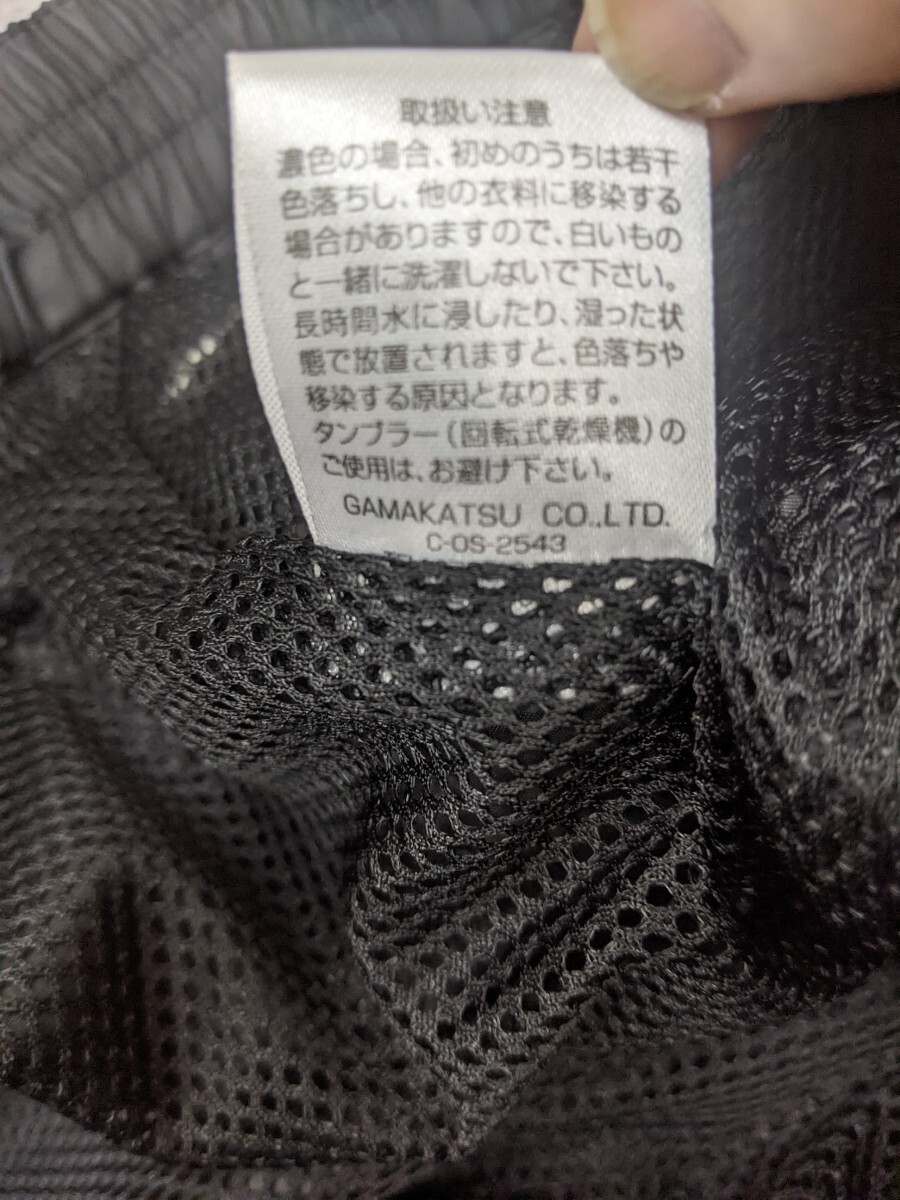 取扱い注意
濃色の場合、初めのうちは若干
色落ちし、他の衣料に移染する
場合がありますので、白いもの
と一緒に洗濯しないで下さい。
長時間水に浸したり、湿った状
態で放置されますと、色落ちや
移染する原因となります。
タンブラー(回転式乾燥機)の
ご使用は、お避け下さい。
GAMAKATSU CO.,LTD.
C-OS-2543